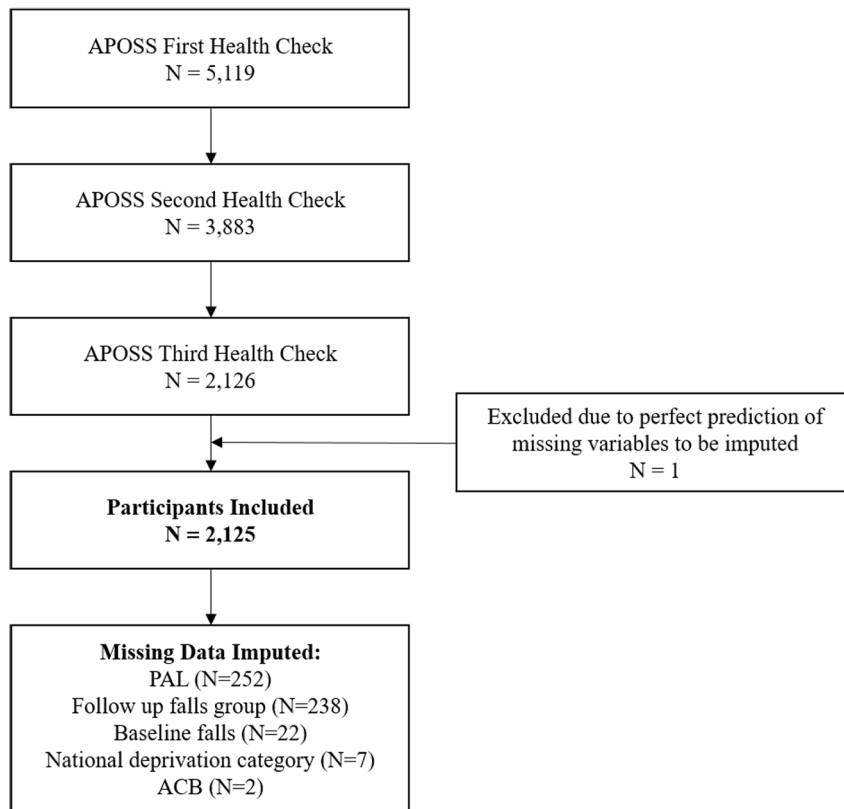 APOSS First Health Check
N = 5,119
APOSS Second Health Check
N = 3,883
APOSS Third Health Check
N = 2,126
Excluded due to perfect prediction of
missing variables to be imputed
N = 1
Participants Included
N = 2,125
Missing Data Imputed:
PAL (N=252)
Follow up falls group (N=238)
Baseline falls (N=22)
National deprivation category (N=7)
ACB (N=2)